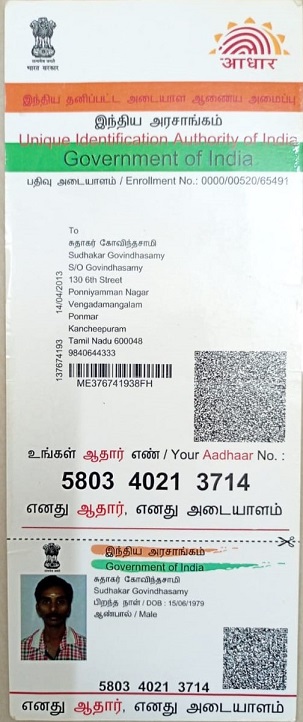 भारत सरकार
आधार
இந்திய தனிப்பட்ட அடையாள ஆணைய அமைப்பு
இந்திய அரசாங்கம்
Unique Identification Authority of India
Government of India
பதிவு அடையாளம் / Enrollment No.: 0000/00520/65491
To
சுதாகர் கோவிந்தசாமி
Sudhakar Govindhasamy
S/O Govindhasamy
130 6th Street
Ponniyamman Nagar
Vengadamangalam
Ponmar
Kancheepuram
Tamil Nadu 600048
9840644333
14/04/2013
137674193
ME376741938FH
உங்கள் ஆதார் எண் / Your Aadhaar No. :
5803 4021 3714
எனது ஆதார், எனது அடையாளம்
இந்திய அரசாங்கம்
Government of India
சுதாகர் கோவிந்தசாமி
Sudhakar Govindhasamy
பிறந்த நாள் / DOB : 15/06/1979
ஆண்பால் / Male
5803 4021 3714
எனது ஆதார், எனது அடையாளம்